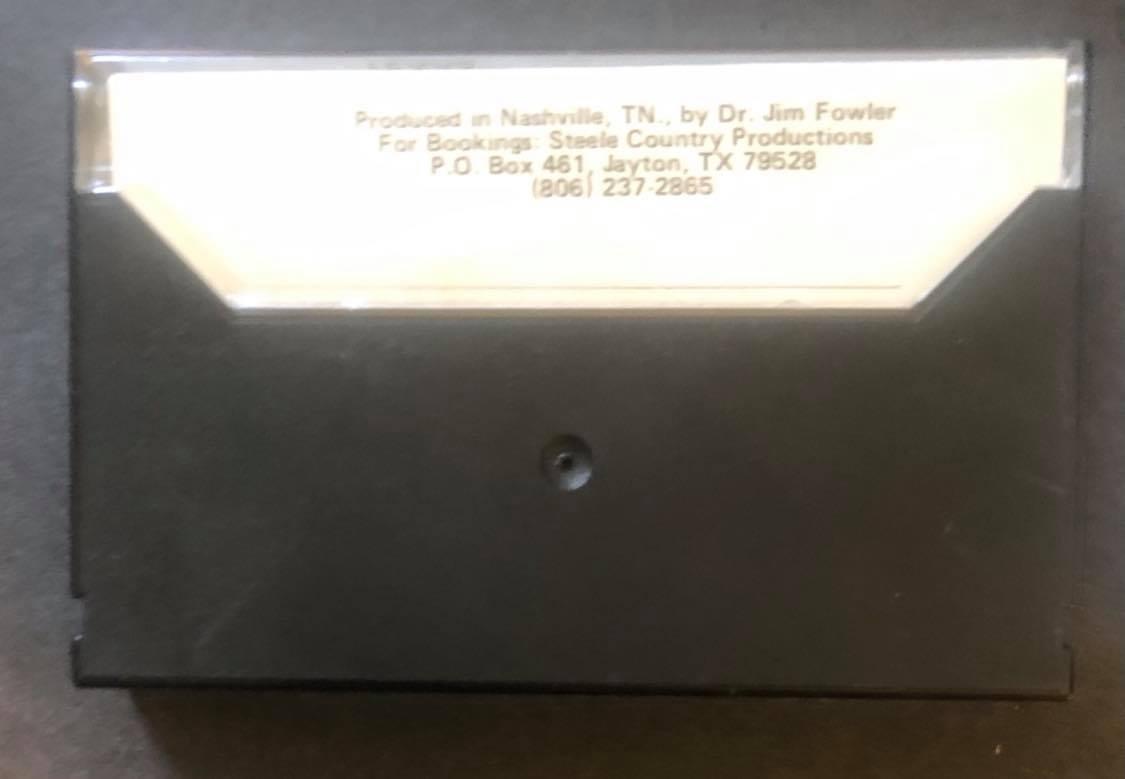 Produced in Nashville, TN., by Dr. Jim Fowler
For Bookings: Steele Country Productions
P.O. Box 461, Jayton, TX 79528
(806) 237-2865